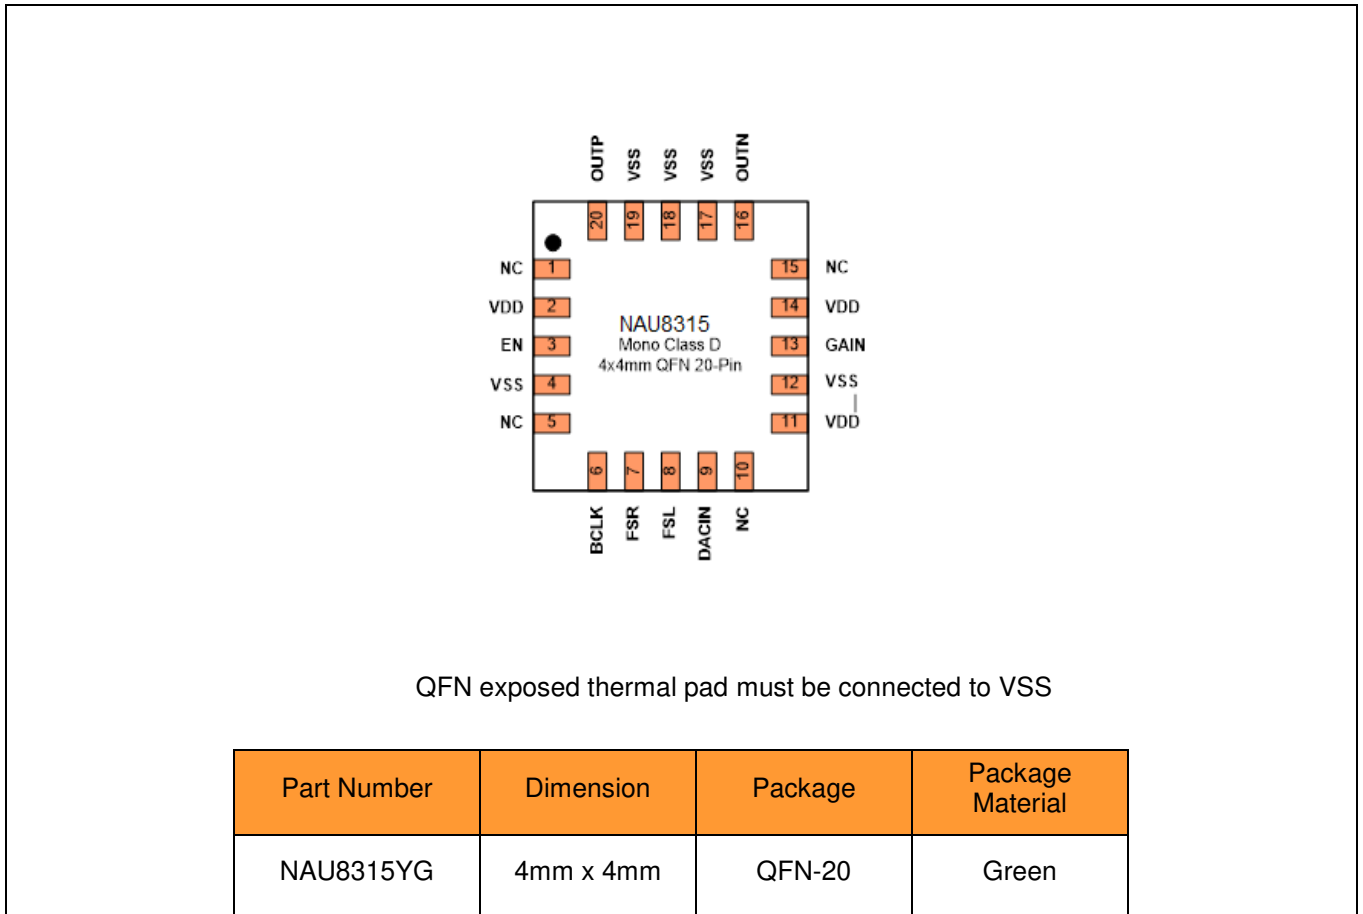 OUTP VSS VSS VSS OUTN
20 19 18 17 16
NC 1 15 NC
VDD 2 14 VDD
EN 3 13 GAIN
VSS 4 12 VSS
NC 5 11 VDD
NAU8315
Mono Class D
4x4mm QFN 20-Pin
6 7 8 9 10
BCLK FSR FSL DACIN NC
QFN exposed thermal pad must be connected to VSS
Part Number Dimension Package Package Material
NAU8315YG 4mm x 4mm QFN-20 Green